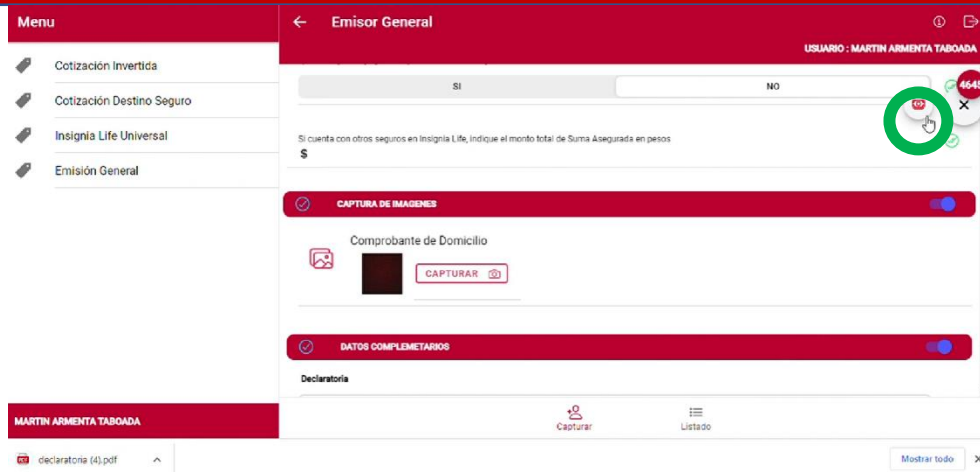 Menu
Emisor General
USUARIO : MARTIN ARMENTA TABOADA
Cotización Invertida
Cotización Destino Seguro
Insignia Life Universal
Emisión General
SI
NO
4645
Si cuenta con otros seguros en Insignia Life, indique el monto total de Suma Asegurada en pesos
$
CAPTURA DE IMAGENES
Comprobante de Domicilio
CAPTURAR
DATOS COMPLEMETARIOS
Declaratoria
MARTIN ARMENTA TABOADA
Capturar
Listado
declaratoria (4).pdf
Mostrar todo